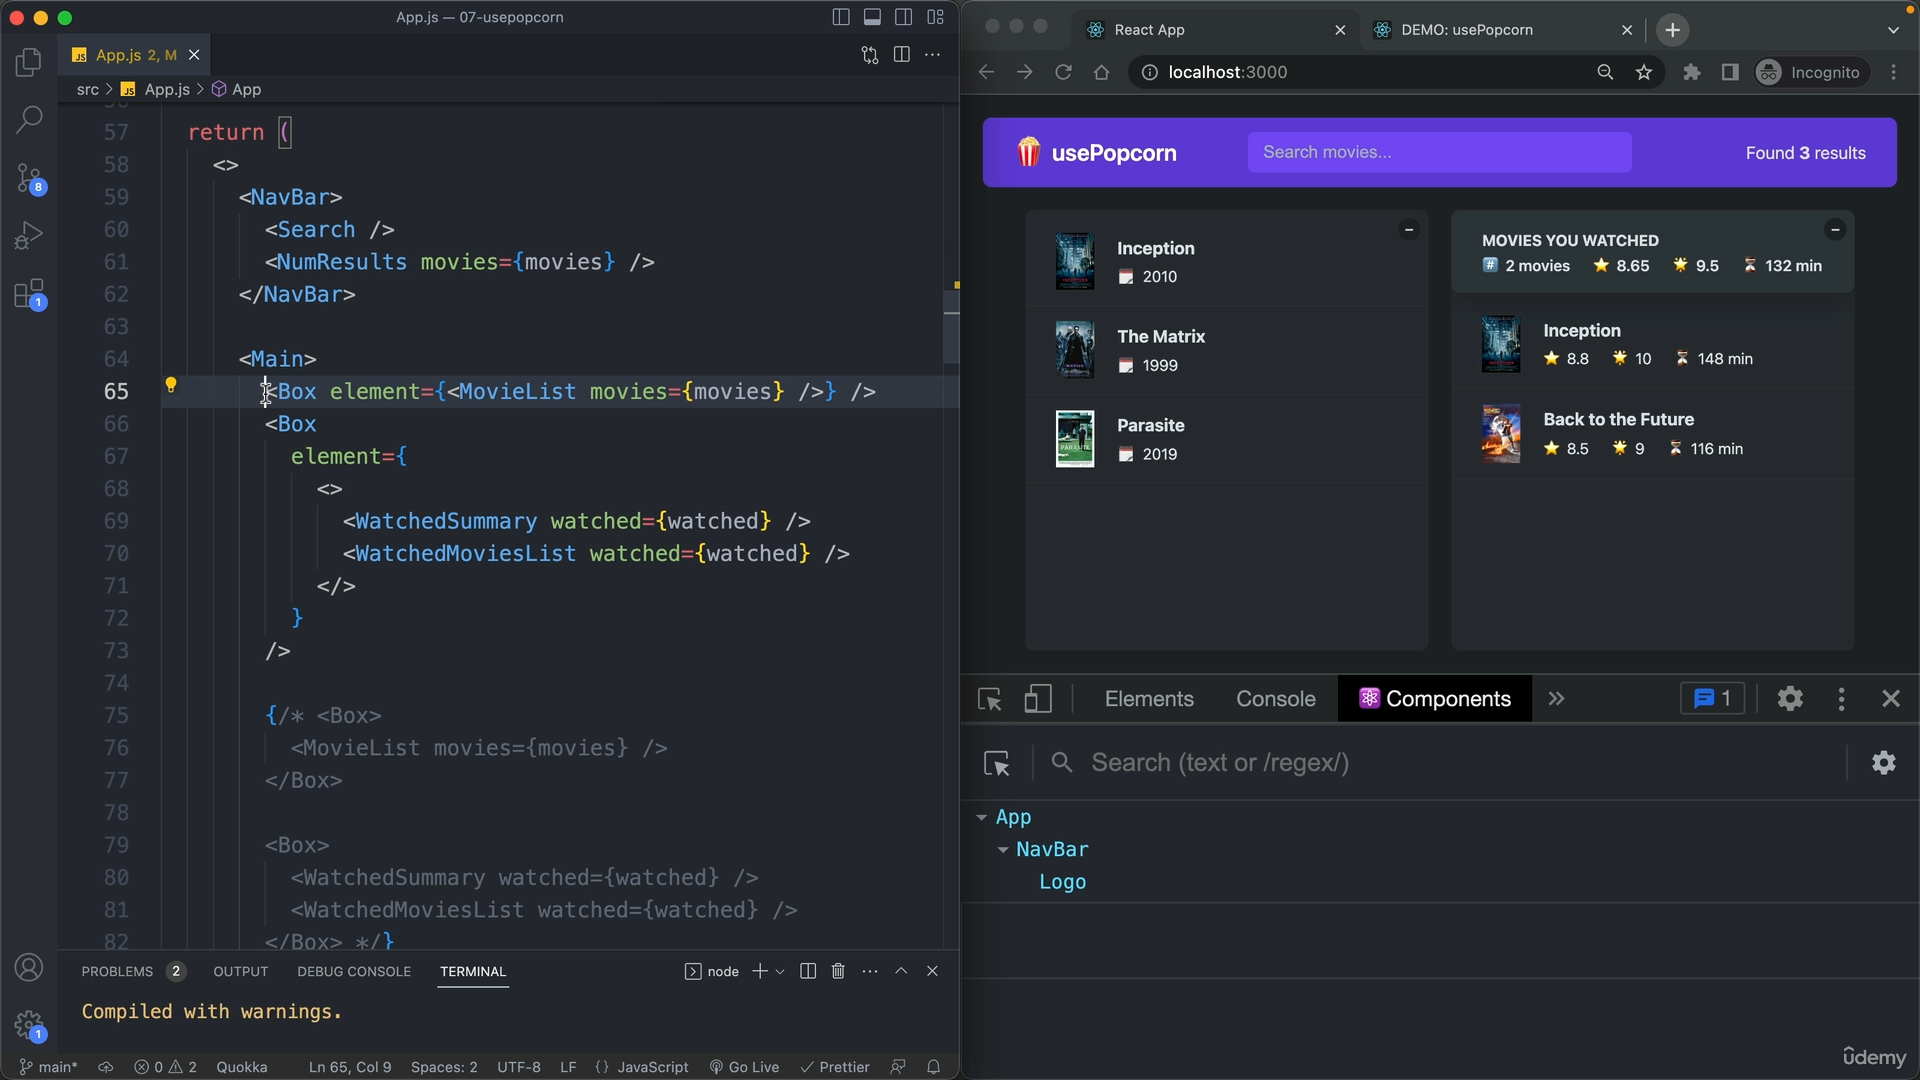 App.js — 07-usepopcorn
App.js 2, M
src > App.js > App
57 return (
58 <>
59 <NavBar>
60 <Search />
61 <NumResults movies={movies} />
62 </NavBar>
63
64 <Main>
65 <Box element={<MovieList movies={movies} />} />
66 <Box
67 element={
68 <>
69 <WatchedSummary watched={watched} />
70 <WatchedMoviesList watched={watched} />
71 </>
72 }
73 />
74
75 {/* <Box>
76 <MovieList movies={movies} />
77 </Box>
78
79 <Box>
80 <WatchedSummary watched={watched} />
81 <WatchedMoviesList watched={watched} />
82 </Box> */}
8
1
1
PROBLEMS 2 OUTPUT DEBUG CONSOLE TERMINAL node
Compiled with warnings.
main* 0 2 Quokka Ln 65, Col 9 Spaces: 2 UTF-8 LF {} JavaScript Go Live Prettier
React App
DEMO: usePopcorn
localhost:3000
Incognito
usePopcorn
Search movies...
Found 3 results
Inception
2010
The Matrix
1999
Parasite
2019
MOVIES YOU WATCHED
# 2 movies 8.65 9.5 132 min
Inception
8.8 10 148 min
Back to the Future
8.5 9 116 min
Elements Console Components 1
Search (text or /regex/)
App
NavBar
Logo
ûdemy